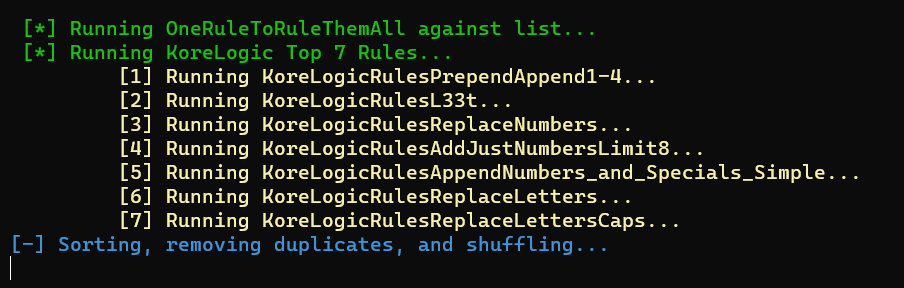 [*] Running OneRuleToRuleThemAll against list...
[*] Running KoreLogic Top 7 Rules...
[1] Running KoreLogicRulesPrependAppend1-4...
[2] Running KoreLogicRulesL33t...
[3] Running KoreLogicRulesReplaceNumbers...
[4] Running KoreLogicRulesAddJustNumbersLimit8...
[5] Running KoreLogicRulesAppendNumbers_and_Specials_Simple...
[6] Running KoreLogicRulesReplaceLetters...
[7] Running KoreLogicRulesReplaceLettersCaps...
[-] Sorting, removing duplicates, and shuffling...